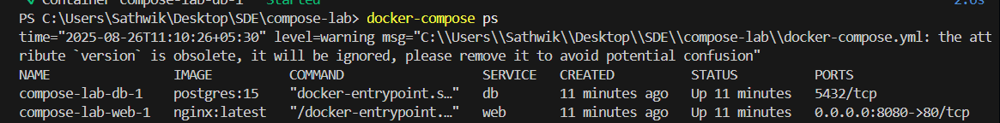 Container compose-lab-db-1 Started 2.0s
PS C:\Users\Sathwik\Desktop\SDE\compose-lab> docker-compose ps
time="2025-08-26T11:10:26+05:30" level=warning msg="C:\\Users\\Sathwik\\Desktop\\SDE\\compose-lab\\docker-compose.yml: the att
ribute `version` is obsolete, it will be ignored, please remove it to avoid potential confusion"
NAME IMAGE COMMAND SERVICE CREATED STATUS PORTS
compose-lab-db-1 postgres:15 "docker-entrypoint.s…" db 11 minutes ago Up 11 minutes 5432/tcp
compose-lab-web-1 nginx:latest "/docker-entrypoint.…" web 11 minutes ago Up 11 minutes 0.0.0.0:8080->80/tcp